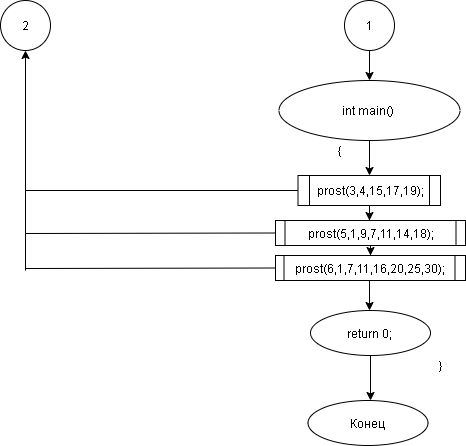 2
1
int main()
{
prost(3,4,15,17,19);
prost(5,1,9,7,11,14,18);
prost(6,1,7,11,16,20,25,30);
return 0;
}
Конец